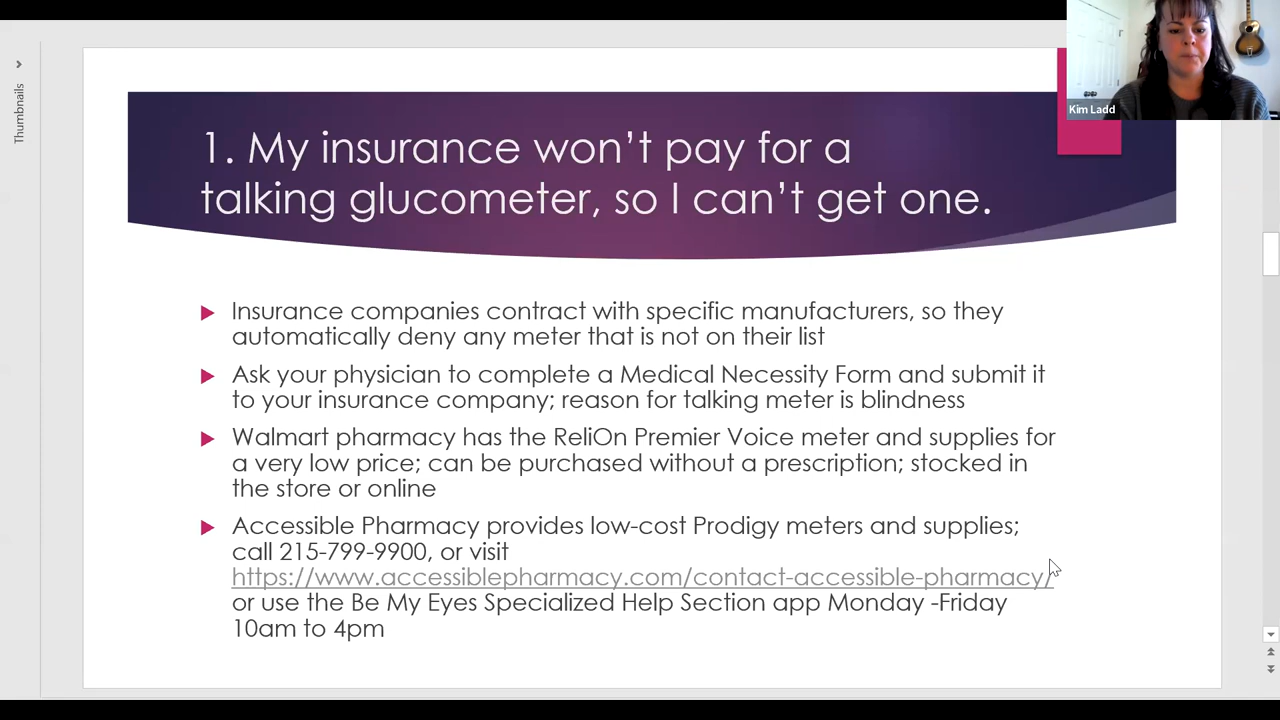 Thumbnails
Kim Ladd
1. My insurance won't pay for a
talking glucometer, so I can't get one.
Insurance companies contract with specific manufacturers, so they
automatically deny any meter that is not on their list
Ask your physician to complete a Medical Necessity Form and submit it
to your insurance company; reason for talking meter is blindness
Walmart pharmacy has the ReliOn Premier Voice meter and supplies for
a very low price; can be purchased without a prescription; stocked in
the store or online
Accessible Pharmacy provides low-cost Prodigy meters and supplies;
call 215-799-9900, or visit
https://www.accessiblepharmacy.com/contact-accessible-pharmacy/
or use the Be My Eyes Specialized Help Section app Monday -Friday
10am to 4pm